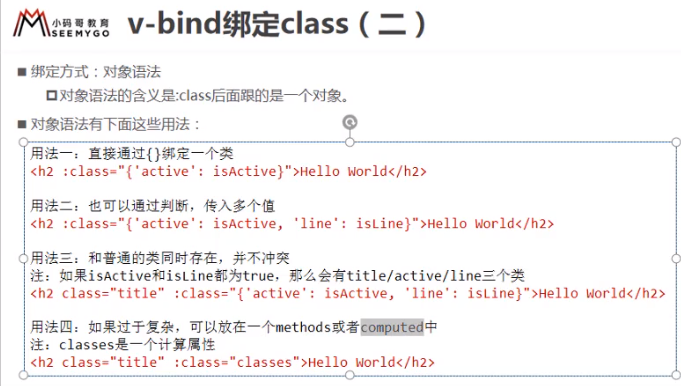 小码哥教育
SEEMYGO
v-bind绑定class（二）
绑定方式：对象语法
对象语法的含义是:class后面跟的是一个对象。
对象语法有下面这些用法：
用法一：直接通过{}绑定一个类
<h2 :class="{'active': isActive}">Hello World</h2>
用法二：也可以通过判断，传入多个值
<h2 :class="{'active': isActive, 'line': isLine}">Hello World</h2>
用法三：和普通的类同时存在，并不冲突
注：如果isActive和isLine都为true，那么会有title/active/line三个类
<h2 class="title" :class="{'active': isActive, 'line': isLine}">Hello World</h2>
用法四：如果过于复杂，可以放在一个methods或者computed中
注：classes是一个计算属性
<h2 class="title" :class="classes">Hello World</h2>